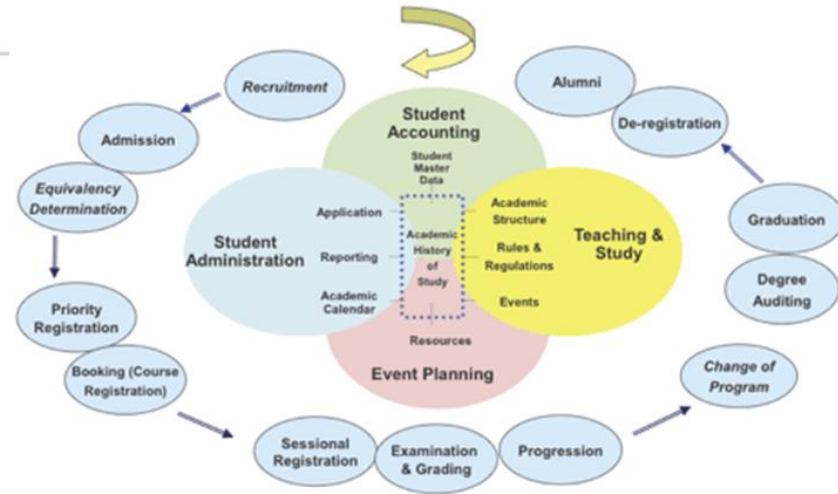 Recruitment
Admission
Equivalency
Determination
Priority
Registration
Booking (Course
Registration)
Sessional
Registration
Examination
& Grading
Progression
Change of
Program
Degree
Auditing
Graduation
De-registration
Alumni
Student
Accounting
Student
Master
Data
Student
Administration
Application
Reporting
Academic
Calendar
Academic
History
of
Study
Academic
Structure
Rules &
Regulations
Events
Teaching &
Study
Resources
Event Planning